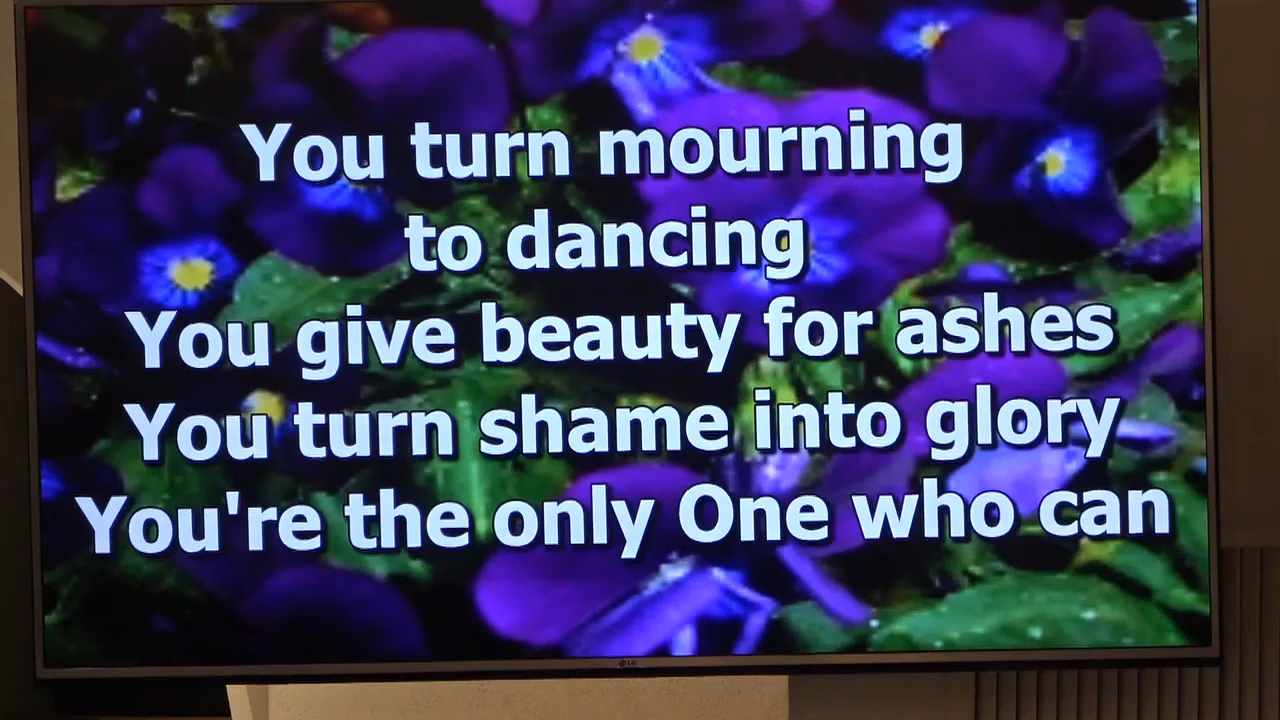 You turn mourning
to dancing
You give beauty for ashes
You turn shame into glory
You're the only One who can
LG